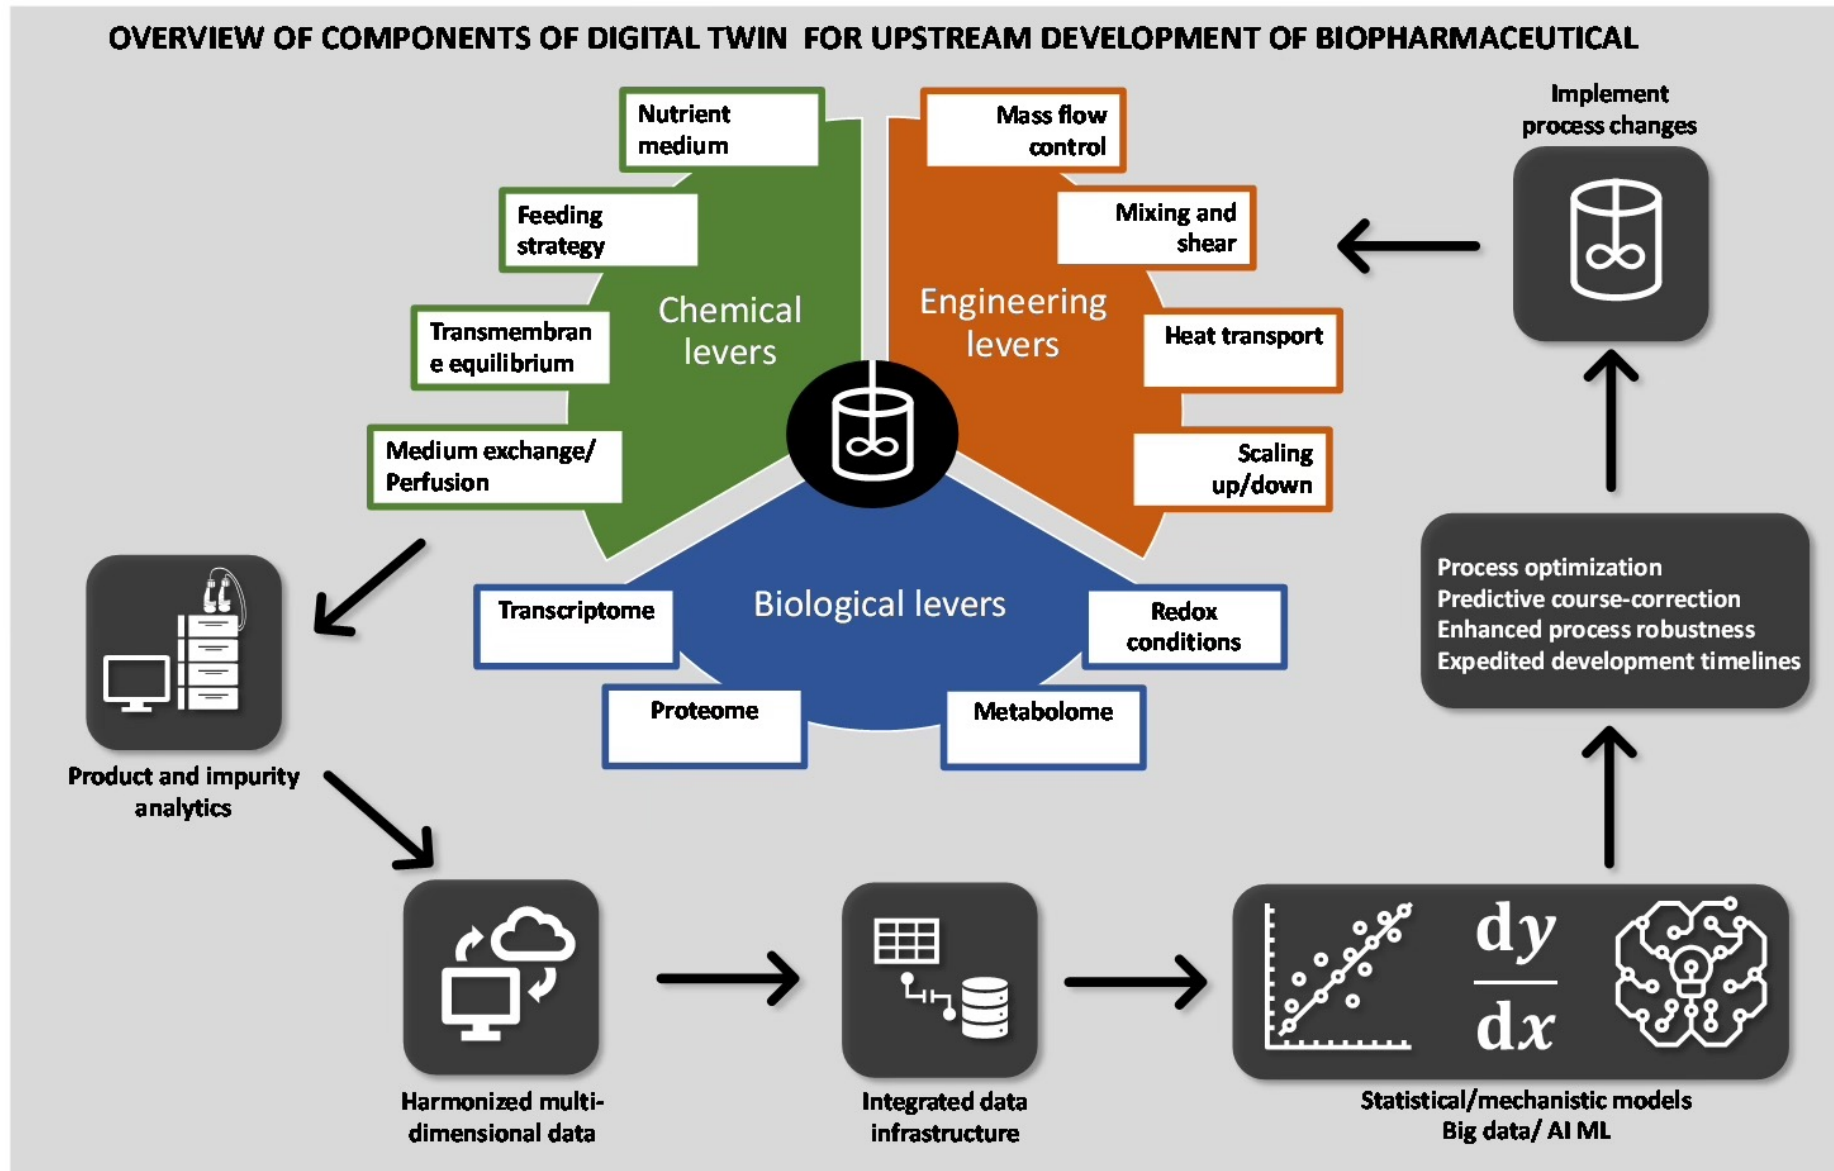 OVERVIEW OF COMPONENTS OF DIGITAL TWIN FOR UPSTREAM DEVELOPMENT OF BIOPHARMACEUTICAL
Nutrient
medium
Feeding
strategy
Transmembran
e equilibrium
Medium exchange/
Perfusion
Chemical
levers
Mass flow
control
Mixing and
shear
Heat transport
Scaling
up/down
Engineering
levers
Biological levers
Transcriptome
Proteome
Metabolome
Redox
conditions
Product and impurity
analytics
Harmonized multi-
dimensional data
Integrated data
infrastructure
dy
dx
Statistical/mechanistic models
Big data/ AI ML
Process optimization
Predictive course-correction
Enhanced process robustness
Expedited development timelines
Implement
process changes